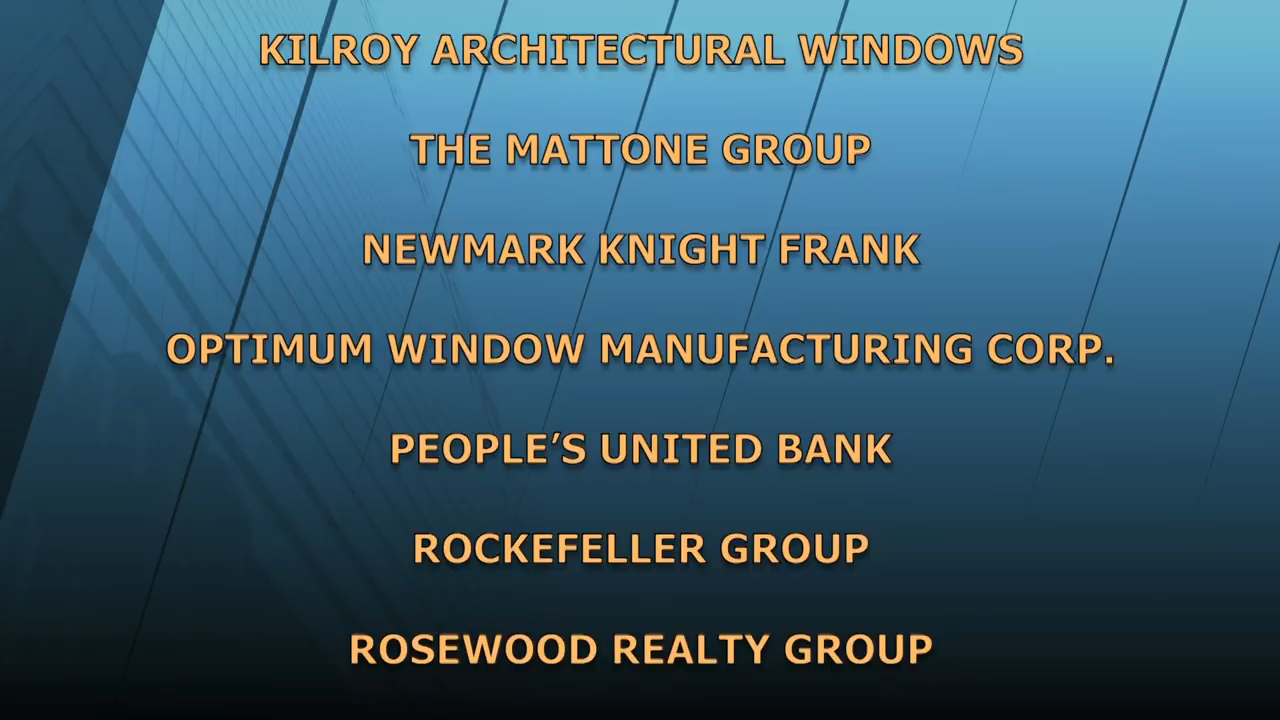 KILROY ARCHITECTURAL WINDOWS
THE MATTONE GROUP
NEWMARK KNIGHT FRANK
OPTIMUM WINDOW MANUFACTURING CORP.
PEOPLE’S UNITED BANK
ROCKEFELLER GROUP
ROSEWOOD REALTY GROUP